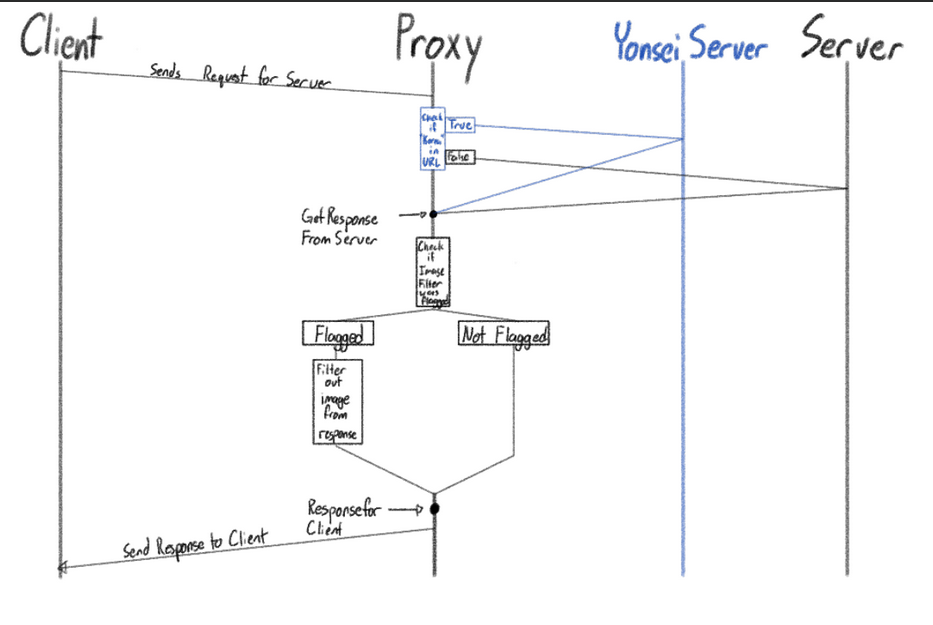 Client
Proxy
Yonsei Server
Server
Sends Request for Server
Check
if
"Korea"
in
URL
True
False
Get Response
From Server
Check
if
Image
Filter
was
flagged
Flagged
Not Flagged
Filter
out
image
from
response
Response for
Client
Send Response to Client